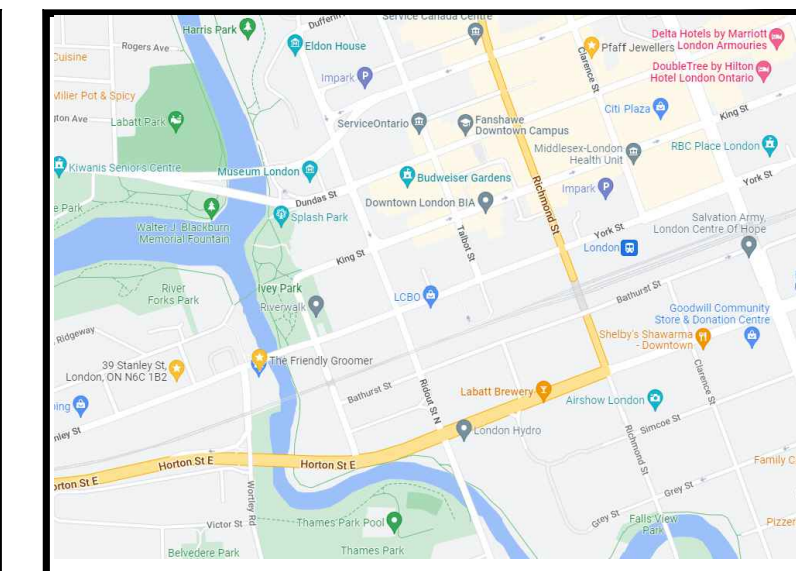 Harris Park
Dufferin
Service Canada Centre
Rogers Ave
Eldon House
Clarence St
Pfaff Jewellers
Delta Hotels by Marriott
London Armouries
Cuisine
Impark
DoubleTree by Hilton
Hotel London Ontario
Miller Pot & Spicy
Citi Plaza
King St
gton Ave
Labatt Park
ServiceOntario
Fanshawe
Downtown Campus
Middlesex-London
Health Unit
RBC Place London
Kiwanis Seniors Centre
Museum London
Budweiser Gardens
Impark
York St
Dundas St
Downtown London BIA
Richmond St
e Park
Splash Park
Walter J. Blackburn
Memorial Fountain
Talbot St
York St
Salvation Army,
London Centre Of Hope
London
King St
River
Forks Park
Ivey Park
LCBO
Bathurst St
Riverwalk
Goodwill Community
Store & Donation Centre
Ridgeway
Shelby's Shawarma
- Downtown
39 Stanley St,
London, ON N6C 1B2
The Friendly Groomer
Clarence St
Bathurst St
Ridout St N
Labatt Brewery
Airshow London
ing
nley St
London Hydro
Simcoe St
Richmond St
Horton St E
Horton St E
Family C
orton St E
Wortley Rd
Grey St
Grey St
Victor St
Thames Park Pool
Falls View
Park
Pizzer
Belvedere Park
Thames Park